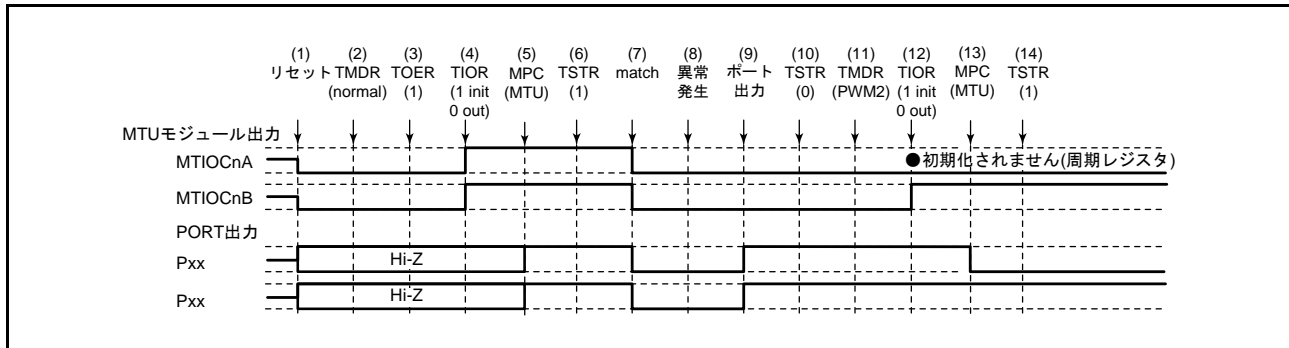 (1) (2) (3) (4) (5) (6) (7) (8) (9) (10) (11) (12) (13) (14)
リセット TMDR TOER TIOR MPC TSTR match 異常 ポート TSTR TMDR TIOR MPC TSTR
(normal) (1) (1 init (MTU) (1) 発生 出力 (0) (PWM2) (1 init (MTU) (1)
0 out) 0 out)
MTUモジュール出力
MTIOCnA ●初期化されません(周期レジスタ)
MTIOCnB
PORT出力
Pxx Hi-Z
Pxx Hi-Z